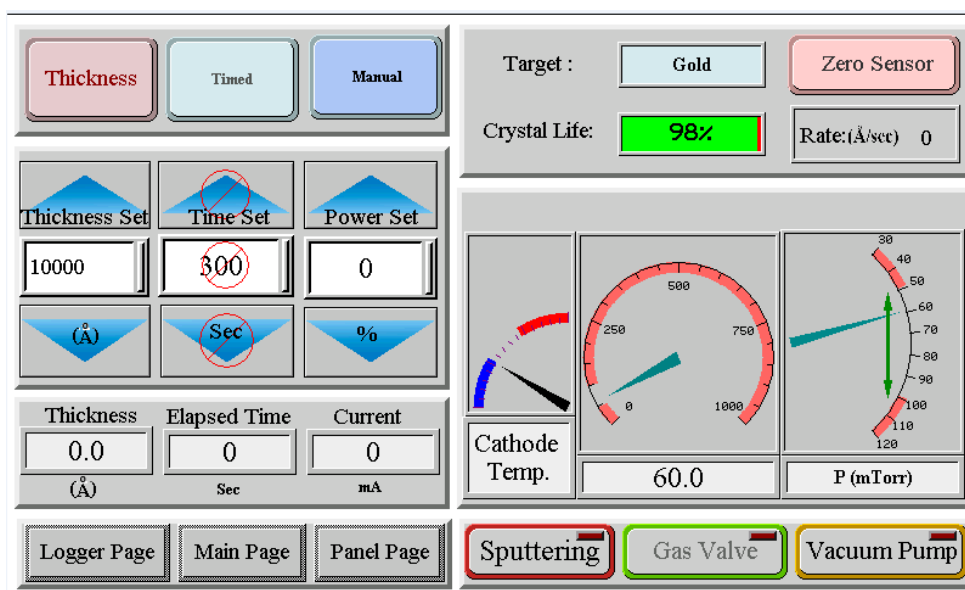 Thickness
Timed
Manual
Target :
Gold
Zero Sensor
Crystal Life:
98%
Rate:(Å/sec) 0
Thickness Set
Time Set
Power Set
10000
300
0
(Å)
Sec
%
Thickness
Elapsed Time
Current
0.0
0
0
(Å)
Sec
mA
Cathode
Temp.
0
250
500
750
1000
60.0
30
40
50
60
70
80
90
100
110
120
P (mTorr)
Logger Page
Main Page
Panel Page
Sputtering
Gas Valve
Vacuum Pump